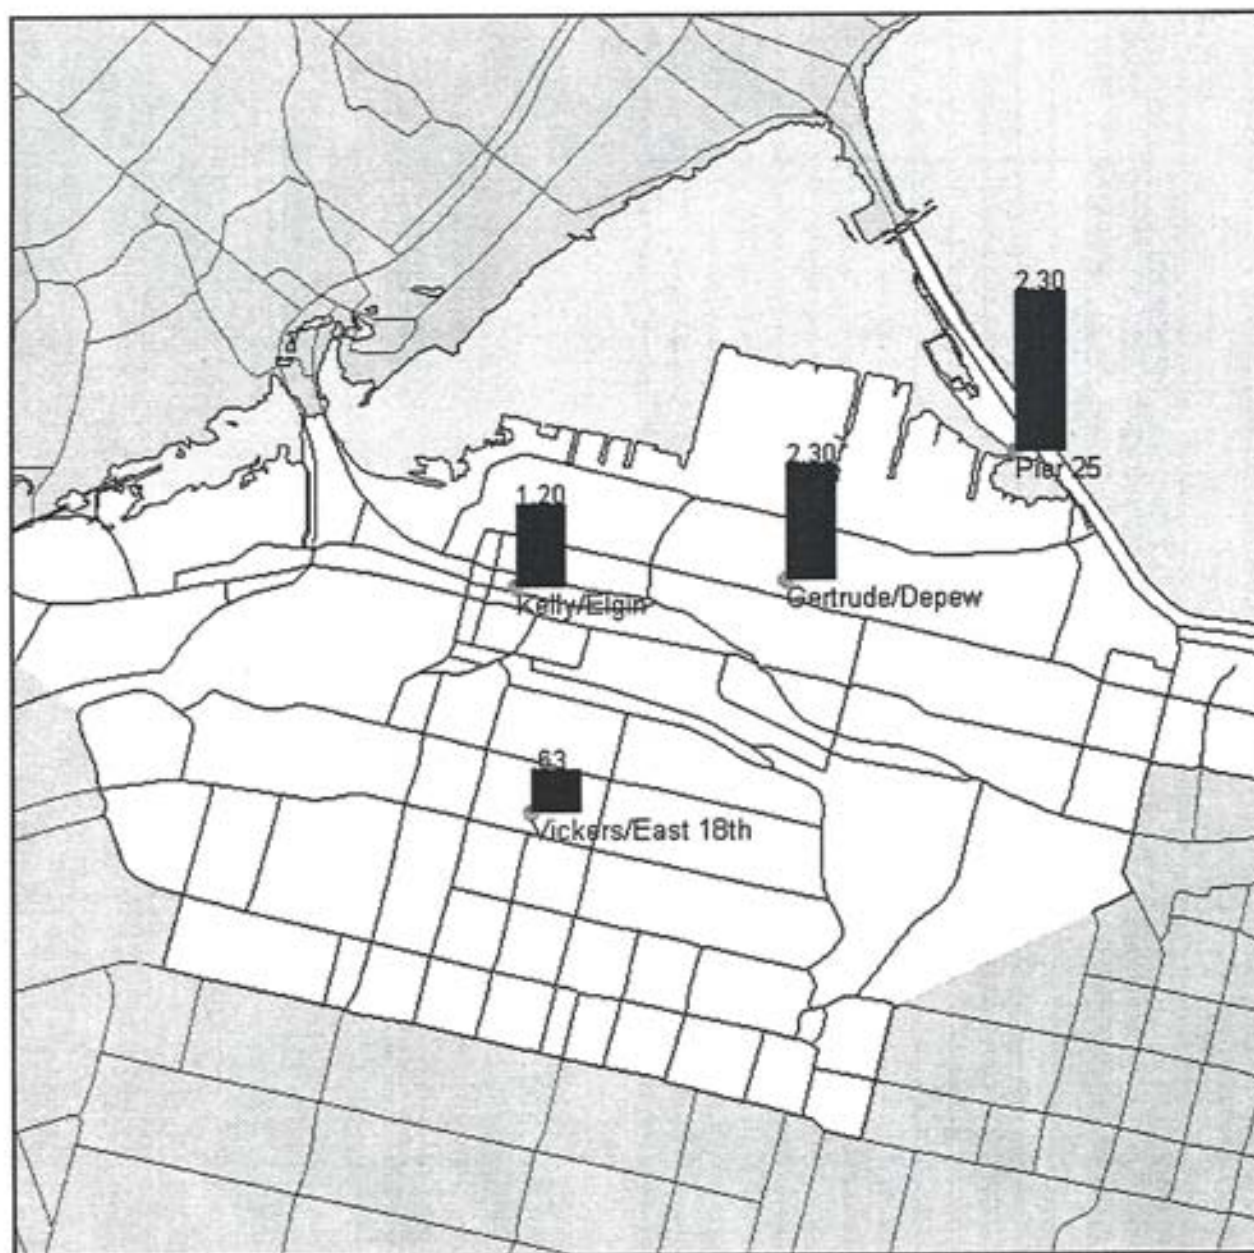 2.30
Pier 25
2.30
Gertrude/Depew
1.20
Kelly/Elgin
.63
Vickers/East 18th